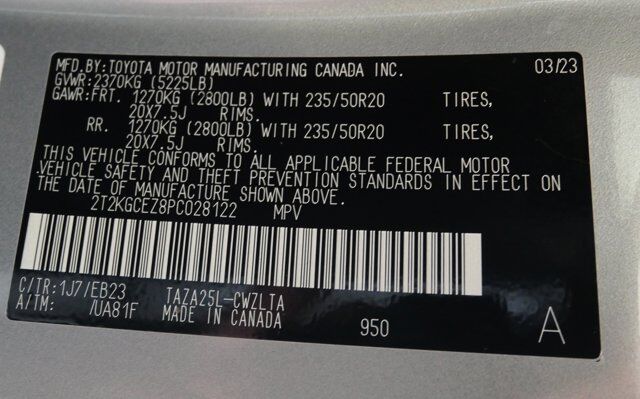 MFD.BY:TOYOTA MOTOR MANUFACTURING CANADA INC. 03/23
GVWR:2370KG (5225LB)
GAWR:FRT. 1270KG (2800LB) WITH 235/50R20 TIRES,
20X7.5J RIMS.
RR. 1270KG (2800LB) WITH 235/50R20 TIRES,
20X7.5J RIMS.
THIS VEHICLE CONFORMS TO ALL APPLICABLE FEDERAL MOTOR
VEHICLE SAFETY AND THEFT PREVENTION STANDARDS IN EFFECT ON
THE DATE OF MANUFACTURE SHOWN ABOVE.
2T2KGCEZ8PC028122 MPV
C/TR:1J7/EB23 TAZA25L-CWZLTA
A/TM: /UA81F MADE IN CANADA 950 A